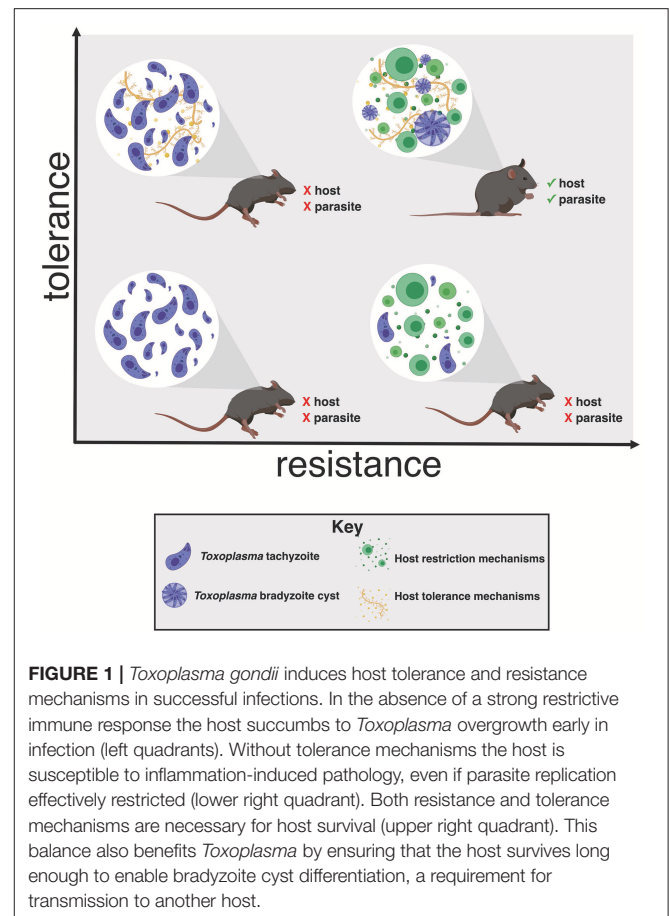 tolerance
X host
X parasite
✓ host
✓ parasite
X host
X parasite
X host
X parasite
resistance
Key
Toxoplasma tachyzoite
Host restriction mechanisms
Toxoplasma bradyzoite cyst
Host tolerance mechanisms
FIGURE 1 | Toxoplasma gondii induces host tolerance and resistance
mechanisms in successful infections. In the absence of a strong restrictive
immune response the host succumbs to Toxoplasma overgrowth early in
infection (left quadrants). Without tolerance mechanisms the host is
susceptible to inflammation-induced pathology, even if parasite replication
effectively restricted (lower right quadrant). Both resistance and tolerance
mechanisms are necessary for host survival (upper right quadrant). This
balance also benefits Toxoplasma by ensuring that the host survives long
enough to enable bradyzoite cyst differentiation, a requirement for
transmission to another host.